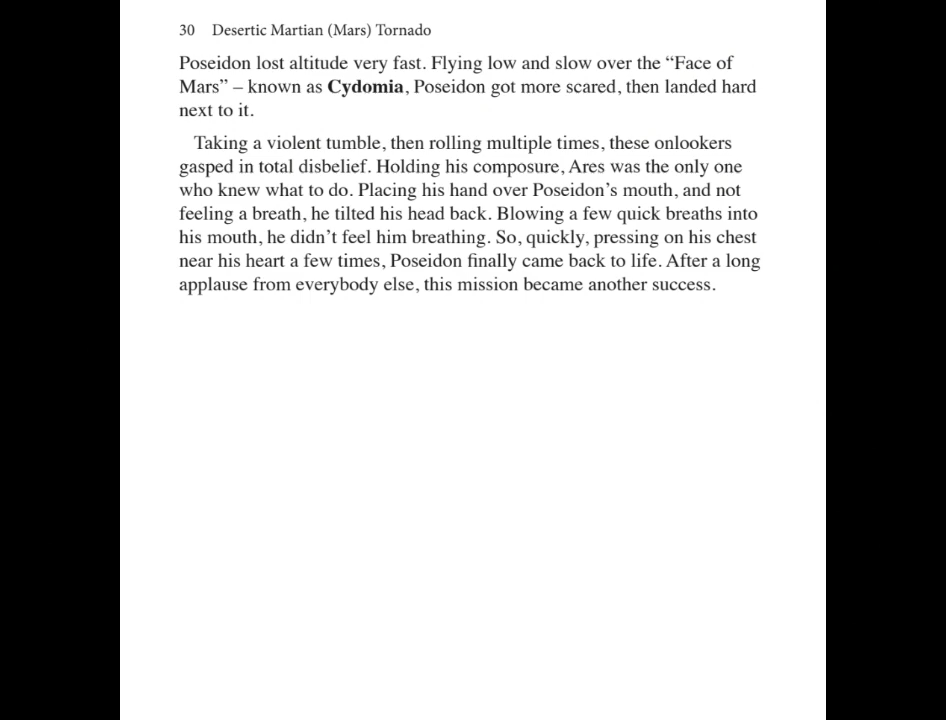 30 Desertic Martian (Mars) Tornado
Poseidon lost altitude very fast. Flying low and slow over the “Face of
Mars” – known as Cydomia, Poseidon got more scared, then landed hard
next to it.
Taking a violent tumble, then rolling multiple times, these onlookers
gasped in total disbelief. Holding his composure, Ares was the only one
who knew what to do. Placing his hand over Poseidon’s mouth, and not
feeling a breath, he tilted his head back. Blowing a few quick breaths into
his mouth, he didn’t feel him breathing. So, quickly, pressing on his chest
near his heart a few times, Poseidon finally came back to life. After a long
applause from everybody else, this mission became another success.